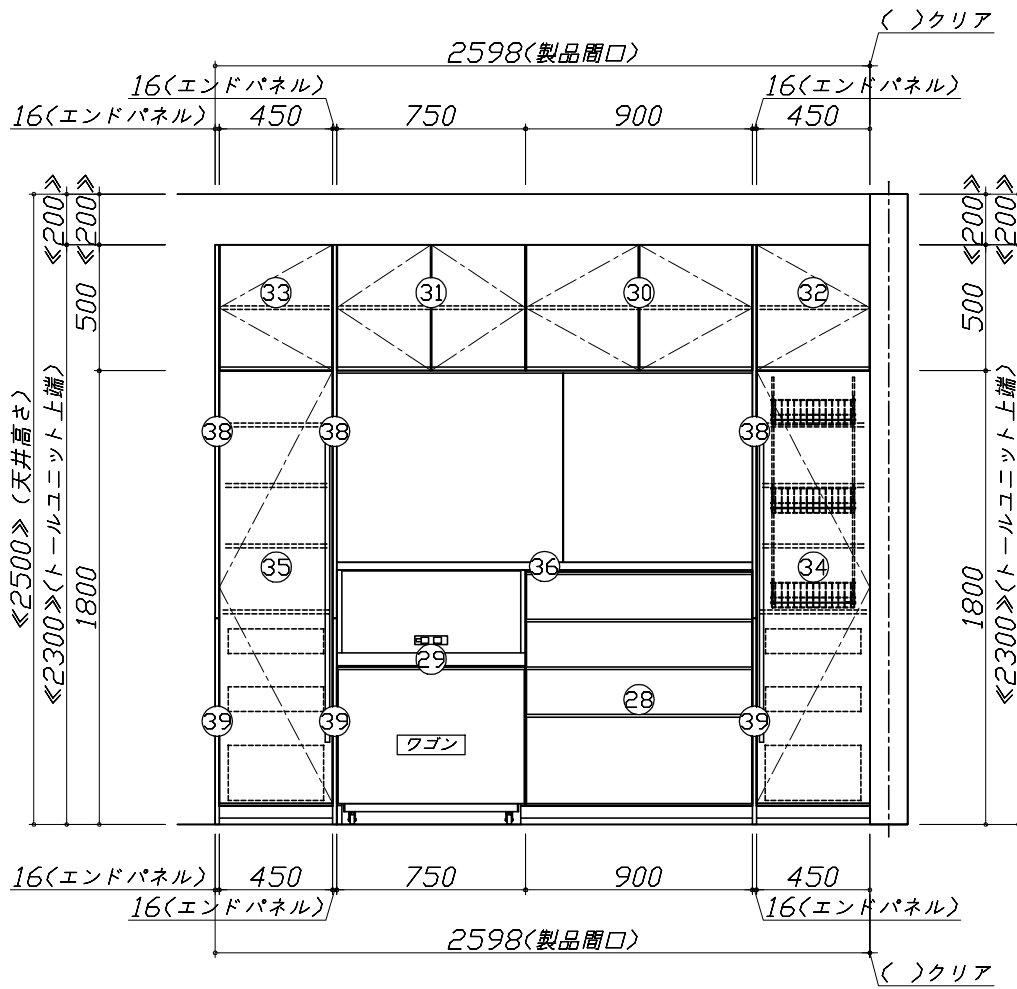 ( )クリア
2598(製品間口)
16(エンドパネル) 16(エンドパネル)
16(エンドパネル) 450 750 900 450
≪200≫ ≪200≫ ≪200≫ ≪200≫
500 500
33 31 30 32
≪2500≫(天井高さ)
≪2300≫(トールユニット上端)
1800
38 38 38
35 36 34
1800
≪2300≫(トールユニット上端)
29
28
39 39 39
ワゴン
16(エンドパネル) 450 750 900 450
16(エンドパネル) 16(エンドパネル)
2598(製品間口)
( )クリア